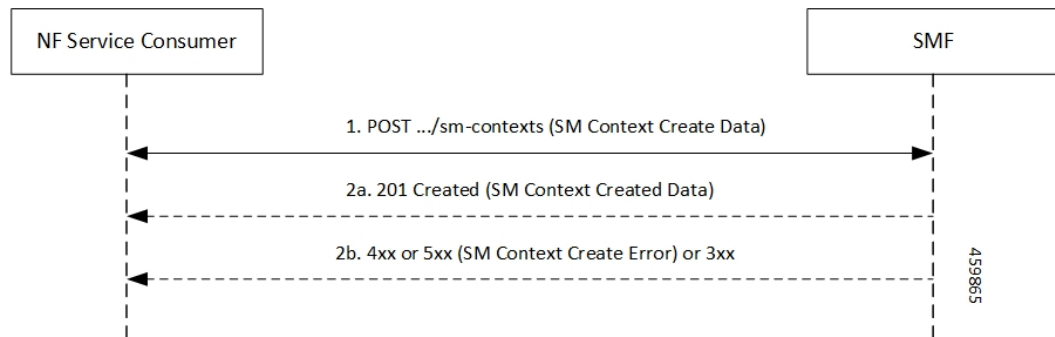 NF Service Consumer
SMF
1. POST .../sm-contexts (SM Context Create Data)
2a. 201 Created (SM Context Created Data)
2b. 4xx or 5xx (SM Context Create Error) or 3xx
459865